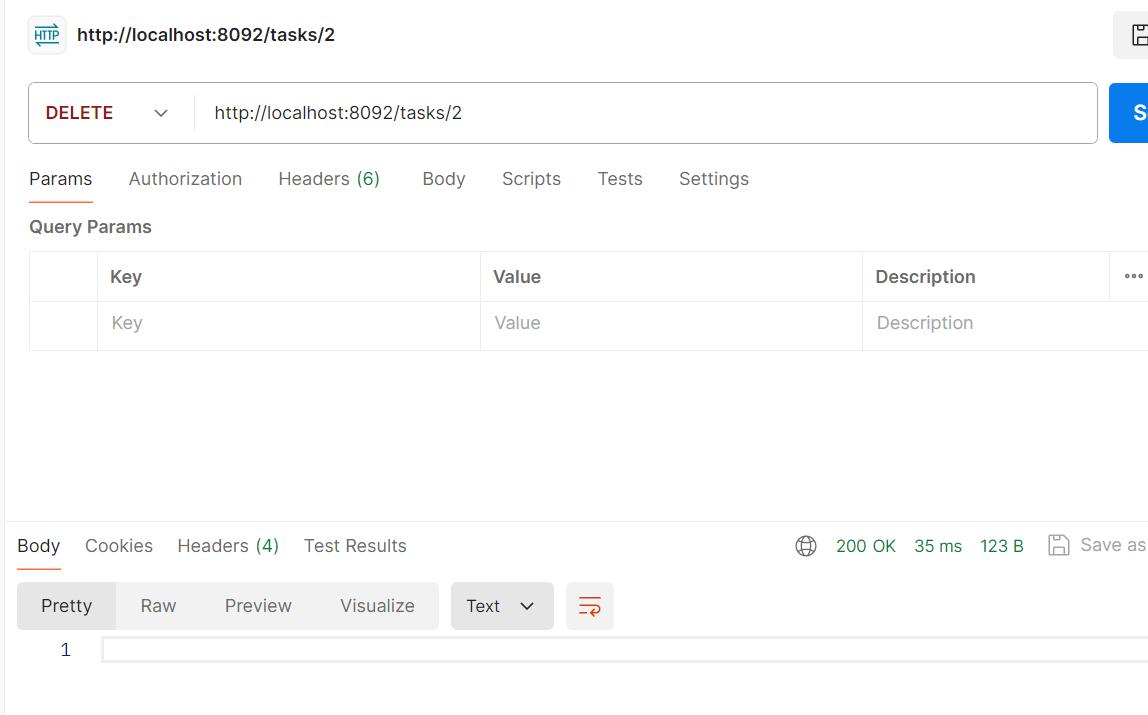 HTTP http://localhost:8092/tasks/2
DELETE http://localhost:8092/tasks/2 S
Params Authorization Headers (6) Body Scripts Tests Settings
Query Params
Key Value Description
Key Value Description
Body Cookies Headers (4) Test Results 200 OK 35 ms 123 B Save as
Pretty Raw Preview Visualize Text
1